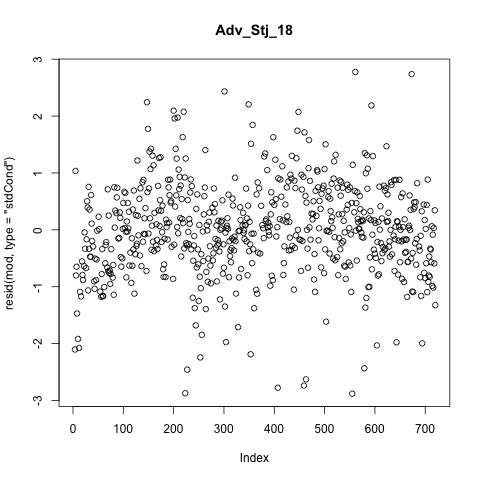 Adv_Stj_18
resid(mod, type = "stdCond")
3
2
1
0
-1
-2
-3
0 100 200 300 400 500 600 700
Index